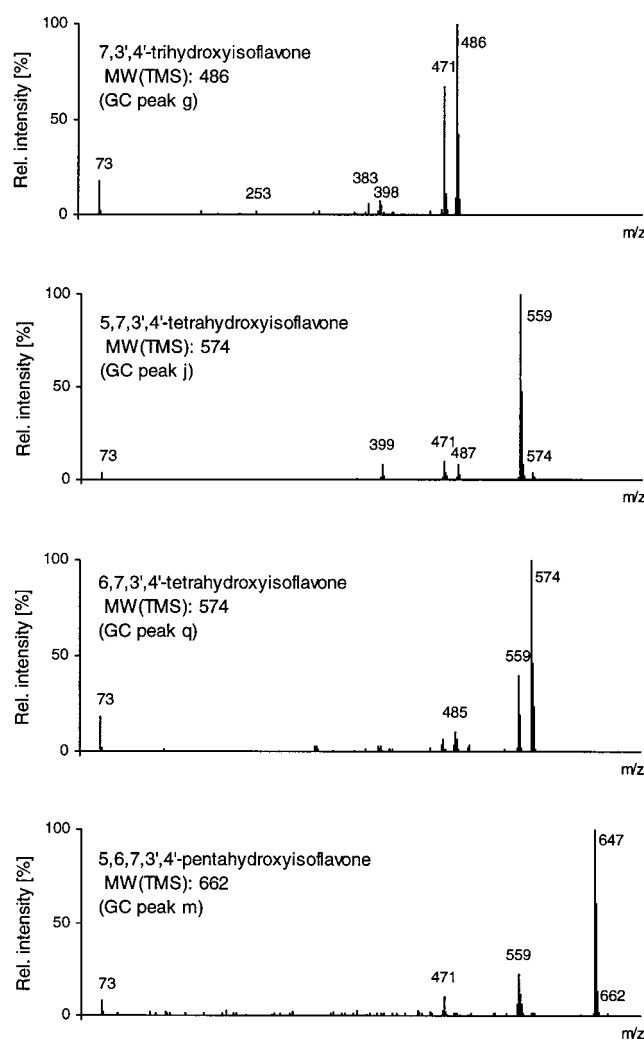 Rel. intensity [%]
100
50
0
7,3',4'-trihydroxyisoflavone
MW(TMS): 486
(GC peak g)
73
253
383
398
471
486
m/z
Rel. intensity [%]
100
50
0
5,7,3',4'-tetrahydroxyisoflavone
MW(TMS): 574
(GC peak j)
73
399
471
487
559
574
m/z
Rel. intensity [%]
100
50
0
6,7,3',4'-tetrahydroxyisoflavone
MW(TMS): 574
(GC peak q)
73
485
559
574
m/z
Rel. intensity [%]
100
50
0
5,6,7,3',4'-pentahydroxyisoflavone
MW(TMS): 662
(GC peak m)
73
471
559
647
662
m/z